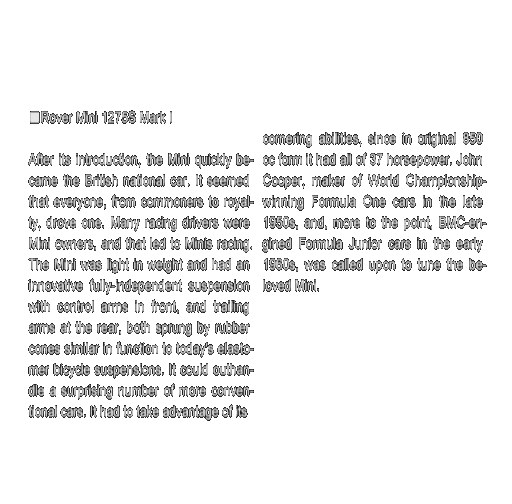 Rover Mini 1275S Mark I
After its introduction, the Mini quickly be-
came the British national car. It seemed
that everyone, from commoners to royal-
ty, drove one. Many racing drivers were
Mini owners, and that led to Minis racing.
The Mini was light in weight and had an
innovative fully-independent suspension
with control arms in front, and trailing
arms at the rear, both sprung by rubber
cones similar in function to today's elasto-
mer bicycle suspensions. It could outhan-
dle a surprising number of more conven-
tional cars. It had to take advantage of its
cornering abilities, since in original 850
cc form it had all of 37 horsepower. John
Cooper, maker of World Championship-
winning Formula One cars in the late
1950s, and, more to the point, BMC-en-
gined Formula Junior cars in the early
1960s, was called upon to tune the be-
loved Mini.